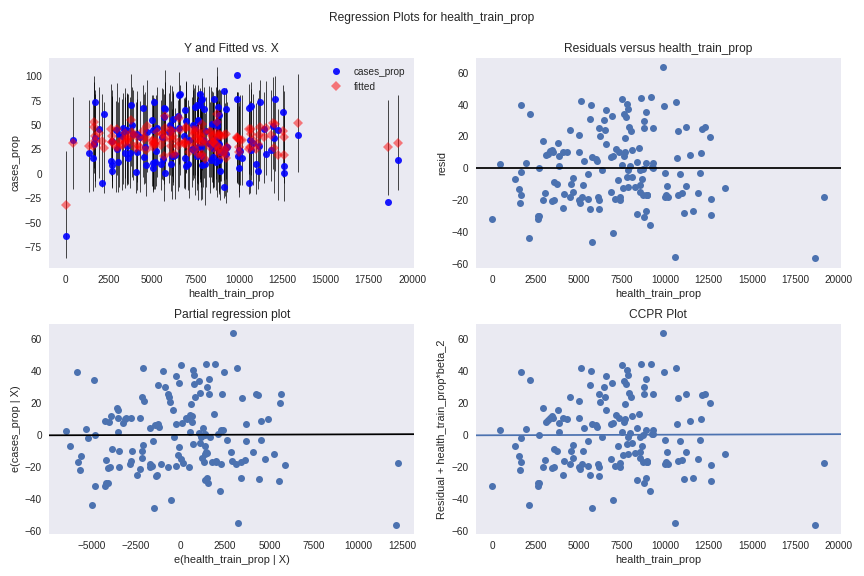 Regression Plots for health_train_prop
Y and Fitted vs. X
cases_prop
fitted
100
75
50
25
0
−25
−50
−75
cases_prop
0 2500 5000 7500 10000 12500 15000 17500 20000
health_train_prop
Residuals versus health_train_prop
60
40
20
0
−20
−40
−60
resid
0 2500 5000 7500 10000 12500 15000 17500 20000
health_train_prop
Partial regression plot
60
40
20
0
−20
−40
−60
e(cases_prop | X)
−5000 −2500 0 2500 5000 7500 10000 12500
e(health_train_prop | X)
CCPR Plot
60
40
20
0
−20
−40
−60
Residual + health_train_prop*beta_2
0 2500 5000 7500 10000 12500 15000 17500 20000
health_train_prop